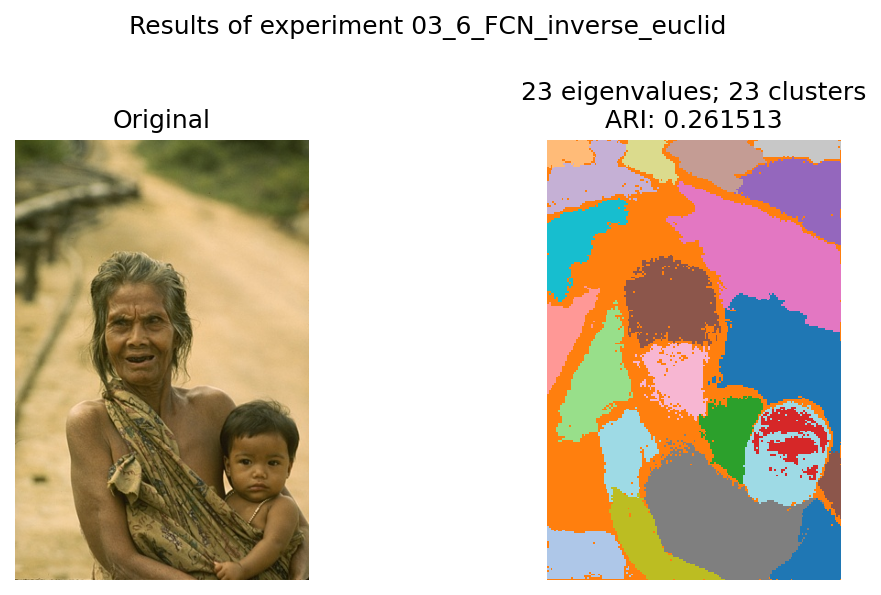 Results of experiment 03_6_FCN_inverse_euclid
Original
23 eigenvalues; 23 clusters
ARI: 0.261513